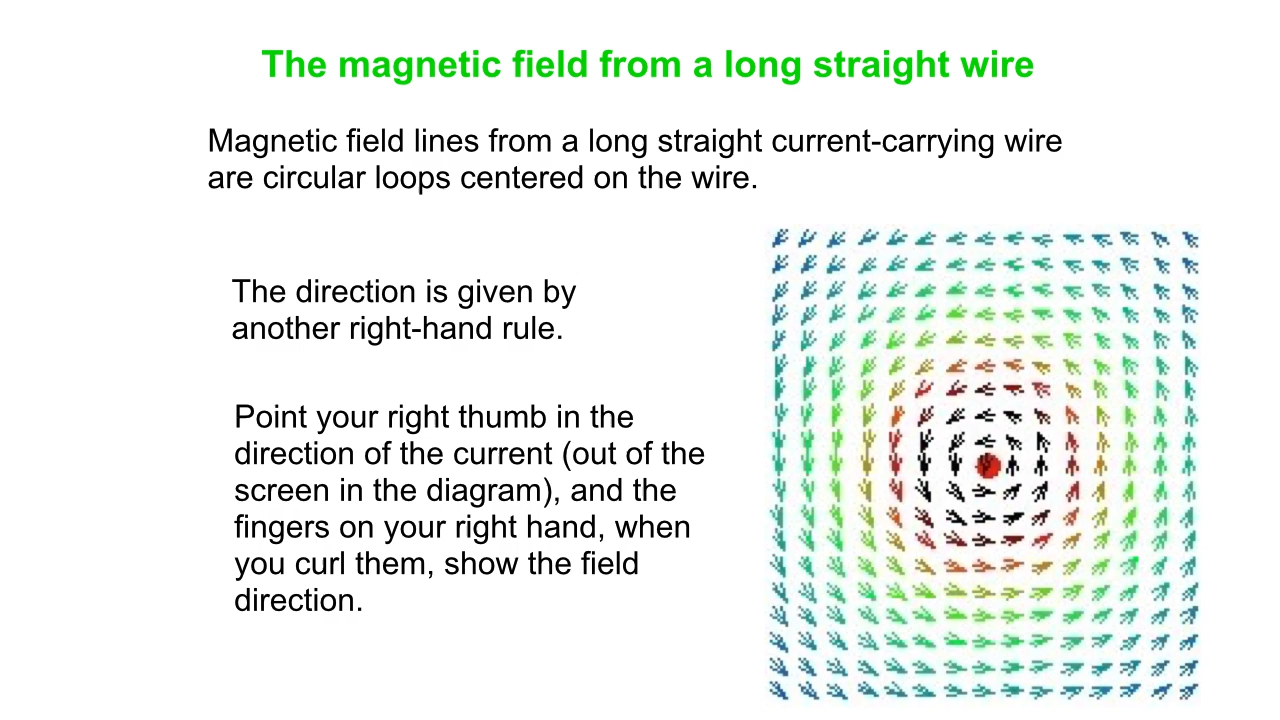 The magnetic field from a long straight wire
Magnetic field lines from a long straight current-carrying wire
are circular loops centered on the wire.
The direction is given by
another right-hand rule.
Point your right thumb in the
direction of the current (out of the
screen in the diagram), and the
fingers on your right hand, when
you curl them, show the field
direction.